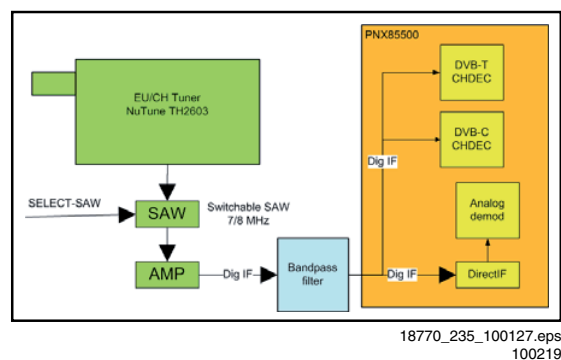 PNX85500
EU/CH Tuner
NuTune TH2603
DVB-T
CHDEC
DVB-C
CHDEC
Dig IF
SELECT-SAW
SAW
Switchable SAW
7/8 MHz
Analog
demod
AMP
Dig IF
Bandpass
filter
Dig IF
DirectIF
18770_235_100127.eps
100219